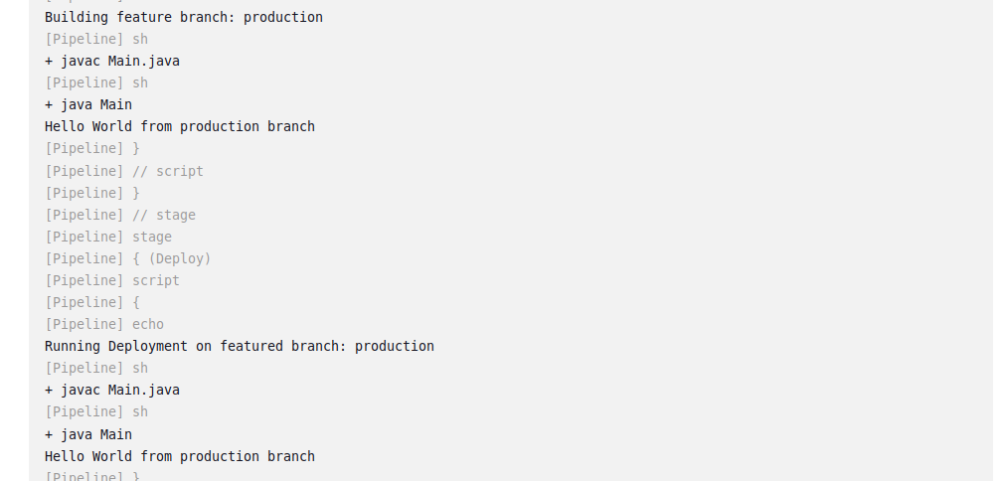 Building feature branch: production
[Pipeline] sh
+ javac Main.java
[Pipeline] sh
+ java Main
Hello World from production branch
[Pipeline] }
[Pipeline] // script
[Pipeline] }
[Pipeline] // stage
[Pipeline] stage
[Pipeline] { (Deploy)
[Pipeline] script
[Pipeline] {
[Pipeline] echo
Running Deployment on featured branch: production
[Pipeline] sh
+ javac Main.java
[Pipeline] sh
+ java Main
Hello World from production branch
[Pipeline] }